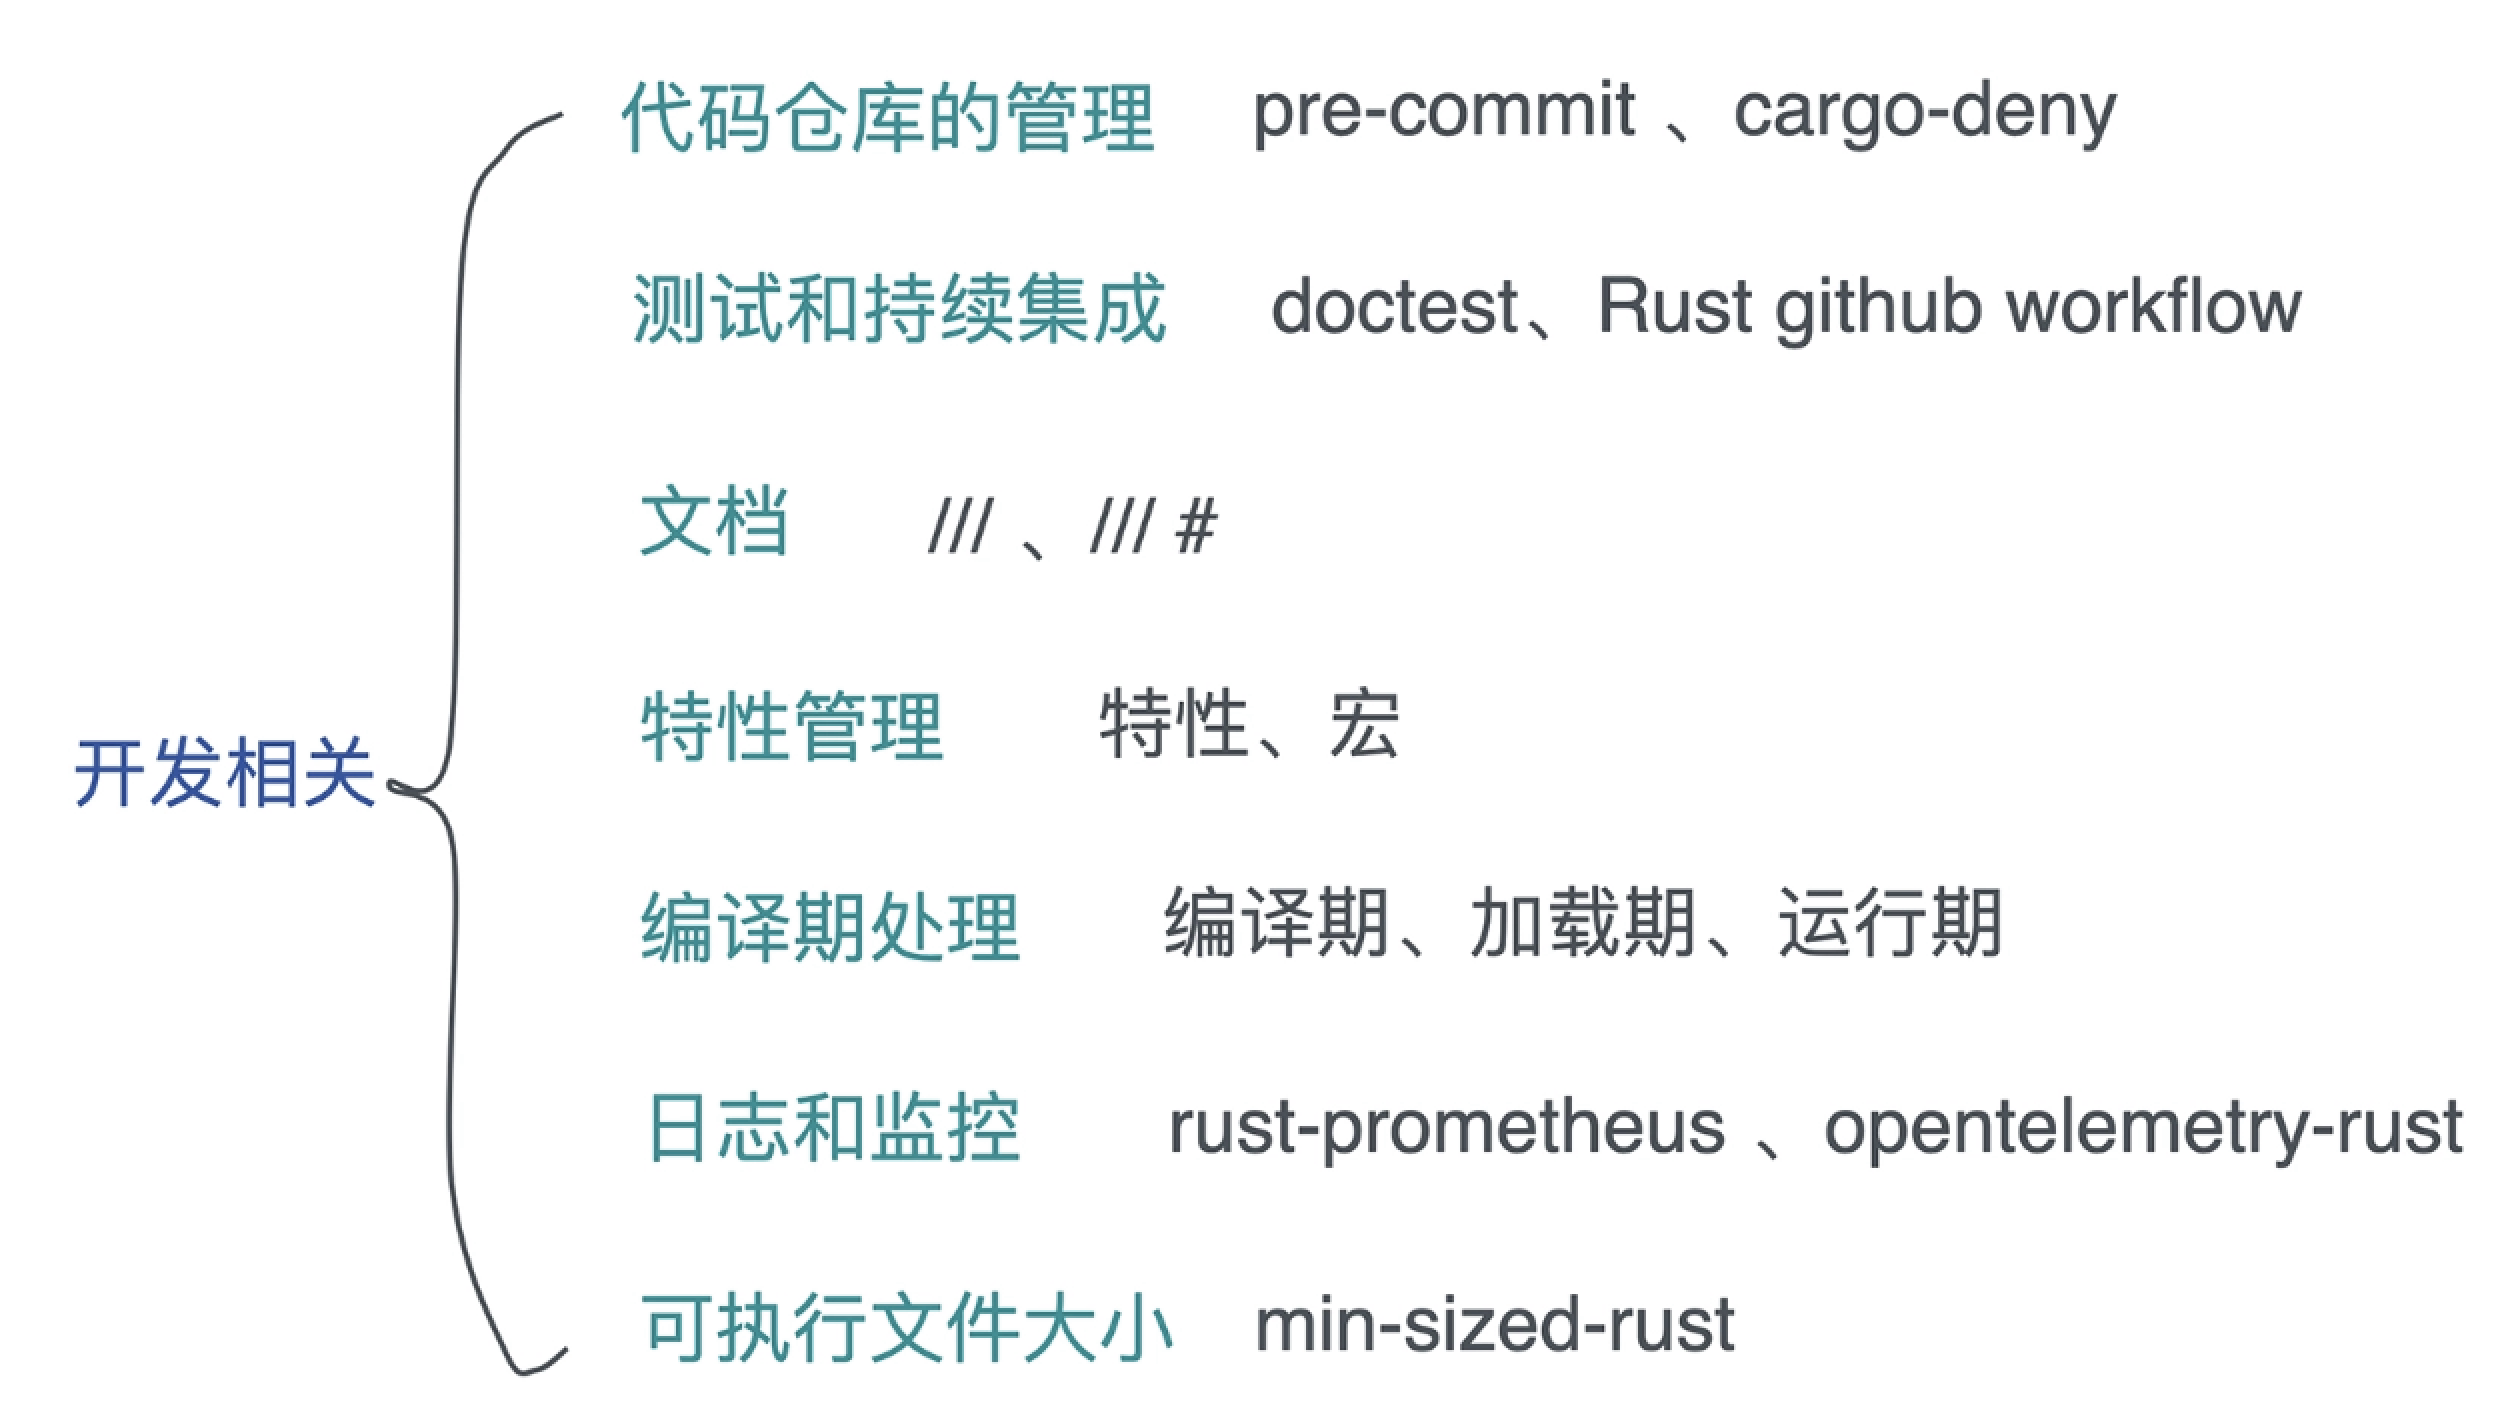 代码仓库的管理 pre-commit 、cargo-deny
测试和持续集成 doctest、Rust github workflow
文档 /// 、/// #
特性管理 特性、宏
开发相关
编译期处理 编译期、加载期、运行期
日志和监控 rust-prometheus 、opentelemetry-rust
可执行文件大小 min-sized-rust